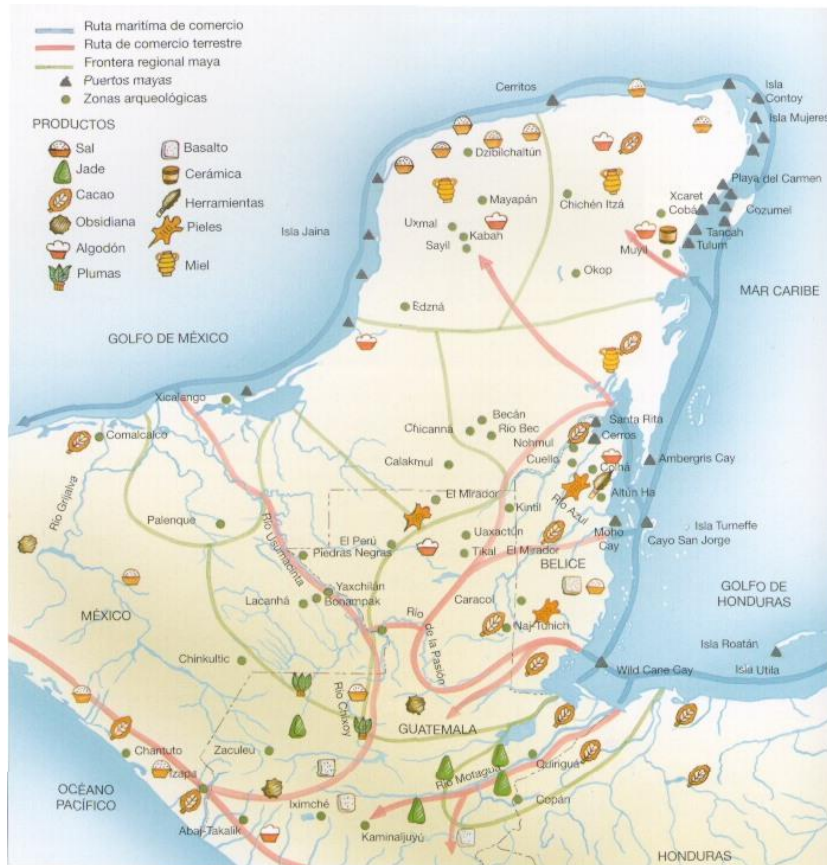 Ruta maritíma de comercio
Ruta de comercio terrestre
Frontera regional maya
Puertos mayas
Zonas arqueológicas
PRODUCTOS
Sal
Jade
Cacao
Obsidiana
Algodón
Plumas
Basalto
Cerámica
Herramientas
Pieles
Miel
Cerritos
Isla
Contoy
Isla Mujeres
Dzibilchaltún
Playa del Carmen
Mayapán
Chichén Itzá
Xcaret
Cobá
Cozumel
Isla Jaina
Uxmal
Kabah
Sayil
Tancah
Tulum
Muyil
Okop
MAR CARIBE
Edzná
GOLFO DE MÉXICO
Xicalango
Comalcalco
Becán
Chicanná
Río Bec
Santa Rita
Nohmul
Cerros
Cuello
Colhá
Calakmul
Ambergris Cay
Río Grijalva
El Mirador
Kintil
Altún Ha
Río Azul
Palenque
Río Usumacinta
Uaxactún
El Perú
Piedras Negras
Tikal
El Mirador
Moho
Cay
Isla Turneffe
Cayo San Jorge
BELICE
Yaxchilán
Lacanhá
Bonampak
Río
de la Pasión
Caracol
GOLFO DE
HONDURAS
MÉXICO
Naj-Tunich
Isla Roatán
Chinkultic
Wild Cane Cay
Isla Utila
Río Chixoy
GUATEMALA
Chantuto
Zaculeu
Izapa
Quiriguá
Río Motagua
OCÉANO
PACÍFICO
Iximché
Copán
Abaj-Takalik
Kaminaljuyú
HONDURAS